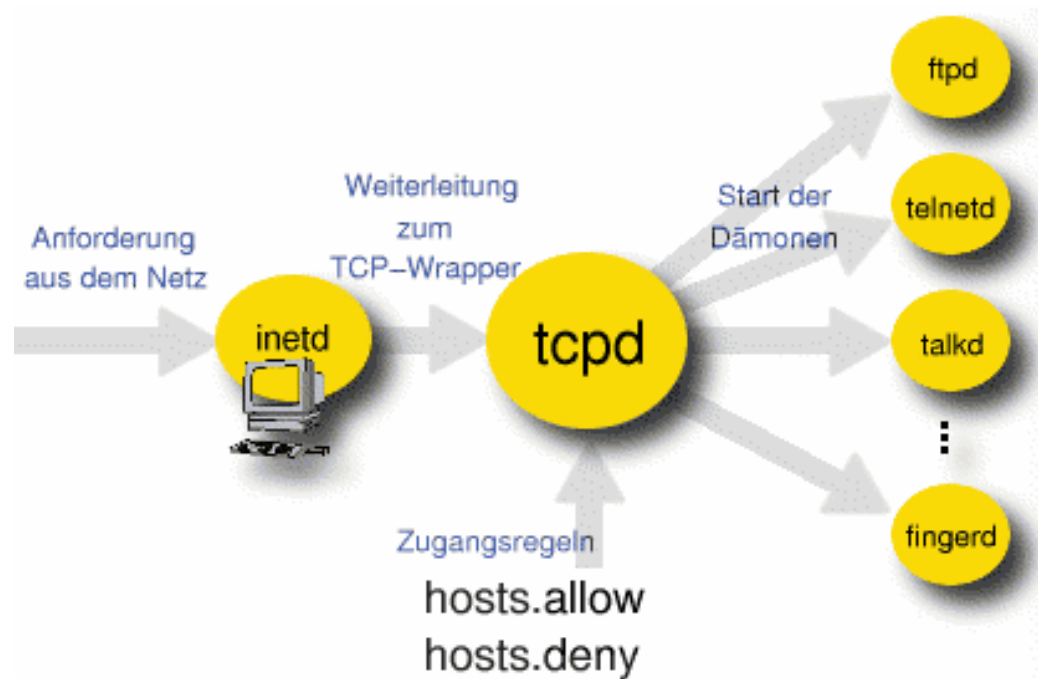 Anforderung
aus dem Netz
inetd
Weiterleitung
zum
TCP-Wrapper
tcpd
Zugangsregeln
hosts.allow
hosts.deny
Start der
Dämonen
ftpd
telnetd
talkd
⋮
fingerd